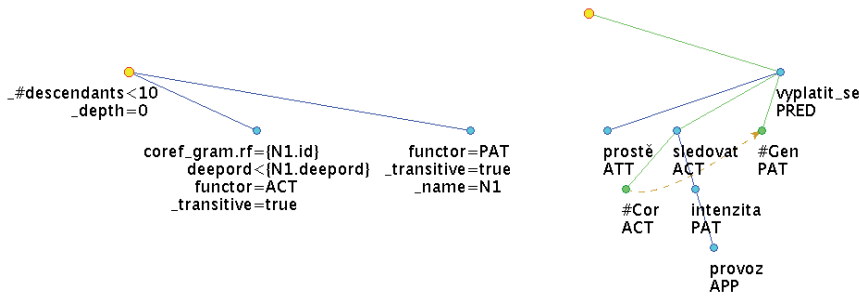 _#descendants<10
_depth=0
coref_gram.rf={N1.id}
deepord<{N1.deepord}
functor=ACT
_transitive=true
functor=PAT
_transitive=true
_name=N1
vyplatit_se
PRED
prostě
ATT
sledovat
ACT
#Gen
PAT
#Cor
ACT
intenzita
PAT
provoz
APP